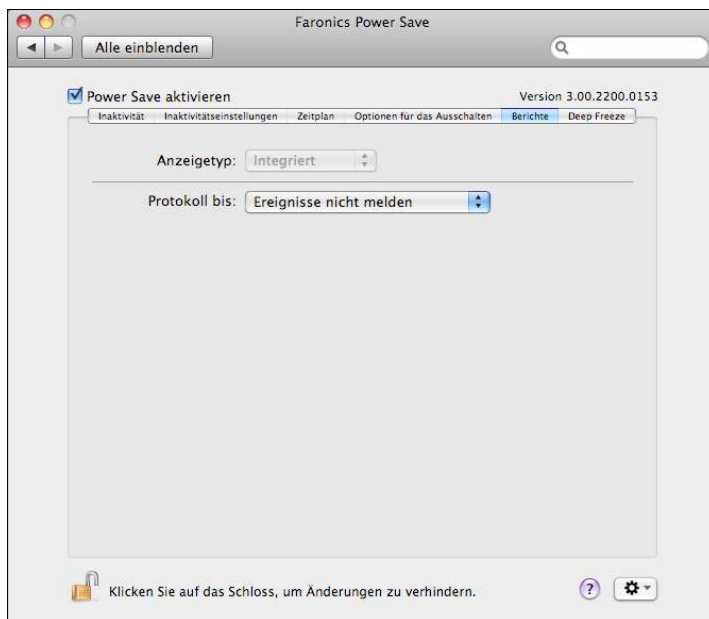 Faronics Power Save
Alle einblenden
Power Save aktivieren
Version 3.00.2200.0153
Inaktivität Inaktivitätseinstellungen Zeitplan Optionen für das Ausschalten Berichte Deep Freeze
Anzeigetyp: Integriert
Protokoll bis: Ereignisse nicht melden
Klicken Sie auf das Schloss, um Änderungen zu verhindern.
?